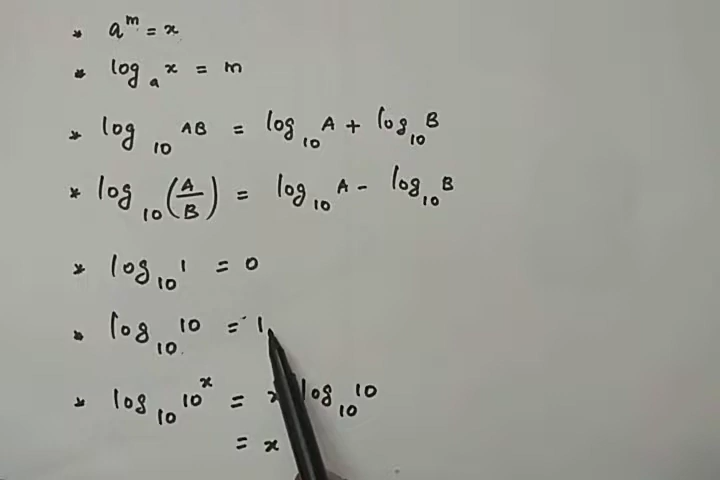 * a^m = x
* log_a x = m
* log_10 AB = log_10 A + log_10 B
* log_10 (A/B) = log_10 A - log_10 B
* log_10 1 = 0
* log_10 10 = 1
* log_10 10^x = x log_10 10
= x